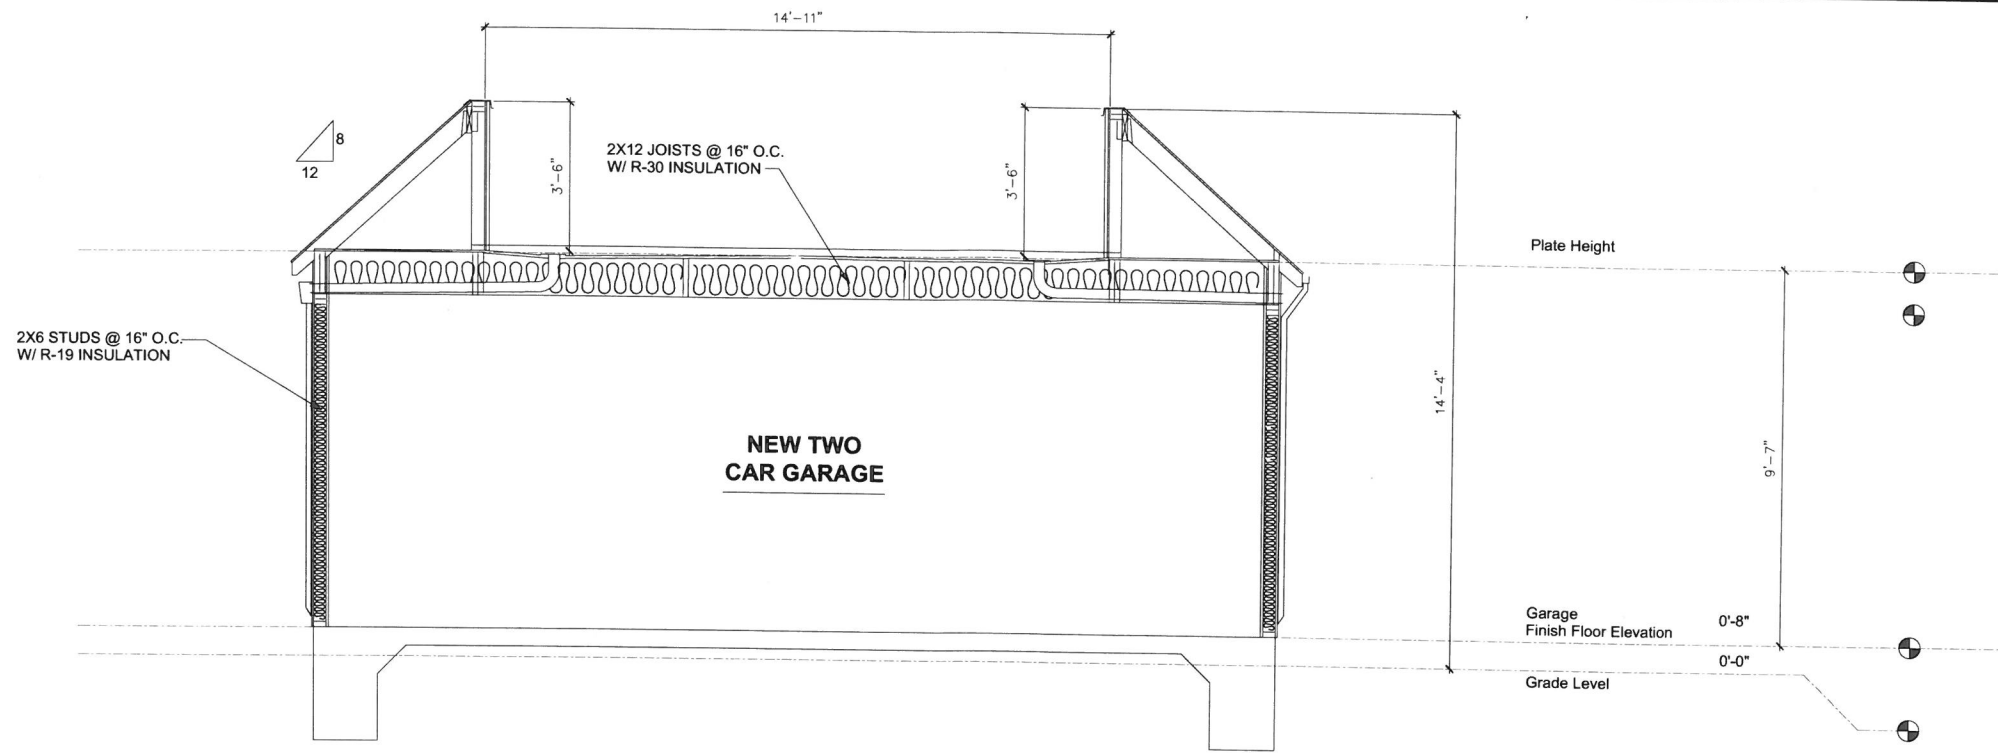 14'-11"
8
12
3'-6"
2X12 JOISTS @ 16" O.C.
W/ R-30 INSULATION
3'-6"
Plate Height
2X6 STUDS @ 16" O.C.
W/ R-19 INSULATION
14'-4"
9'-7"
NEW TWO
CAR GARAGE
Garage
Finish Floor Elevation
0'-8"
0'-0"
Grade Level